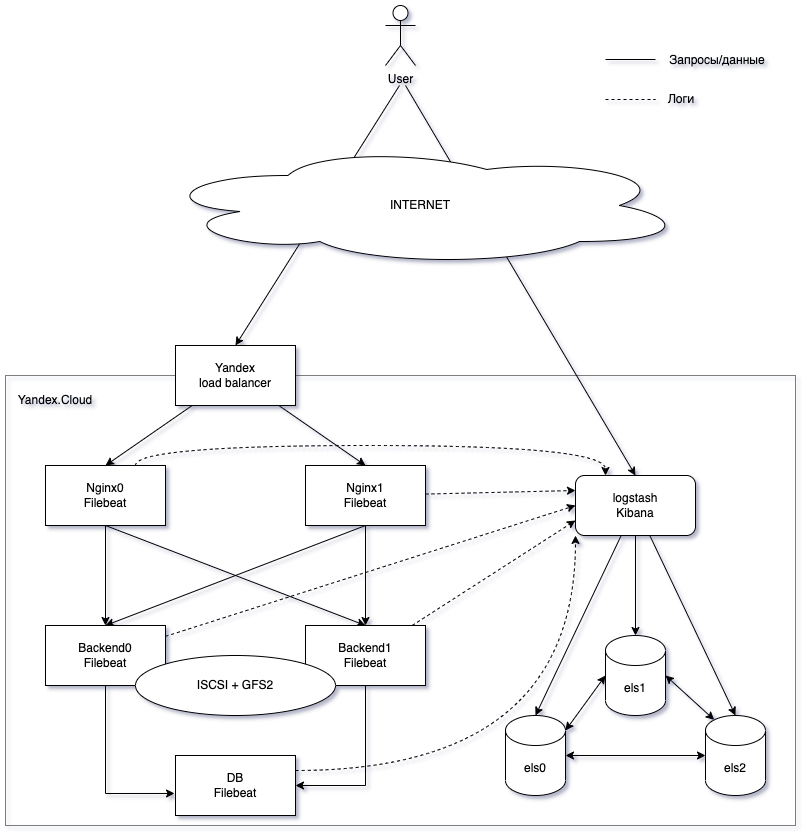 User
Запросы/данные
Логи
INTERNET
Yandex
load balancer
Yandex.Cloud
Nginx0
Filebeat
Nginx1
Filebeat
logstash
Kibana
Backend0
Filebeat
Backend1
Filebeat
ISCSI + GFS2
els1
els0
els2
DB
Filebeat